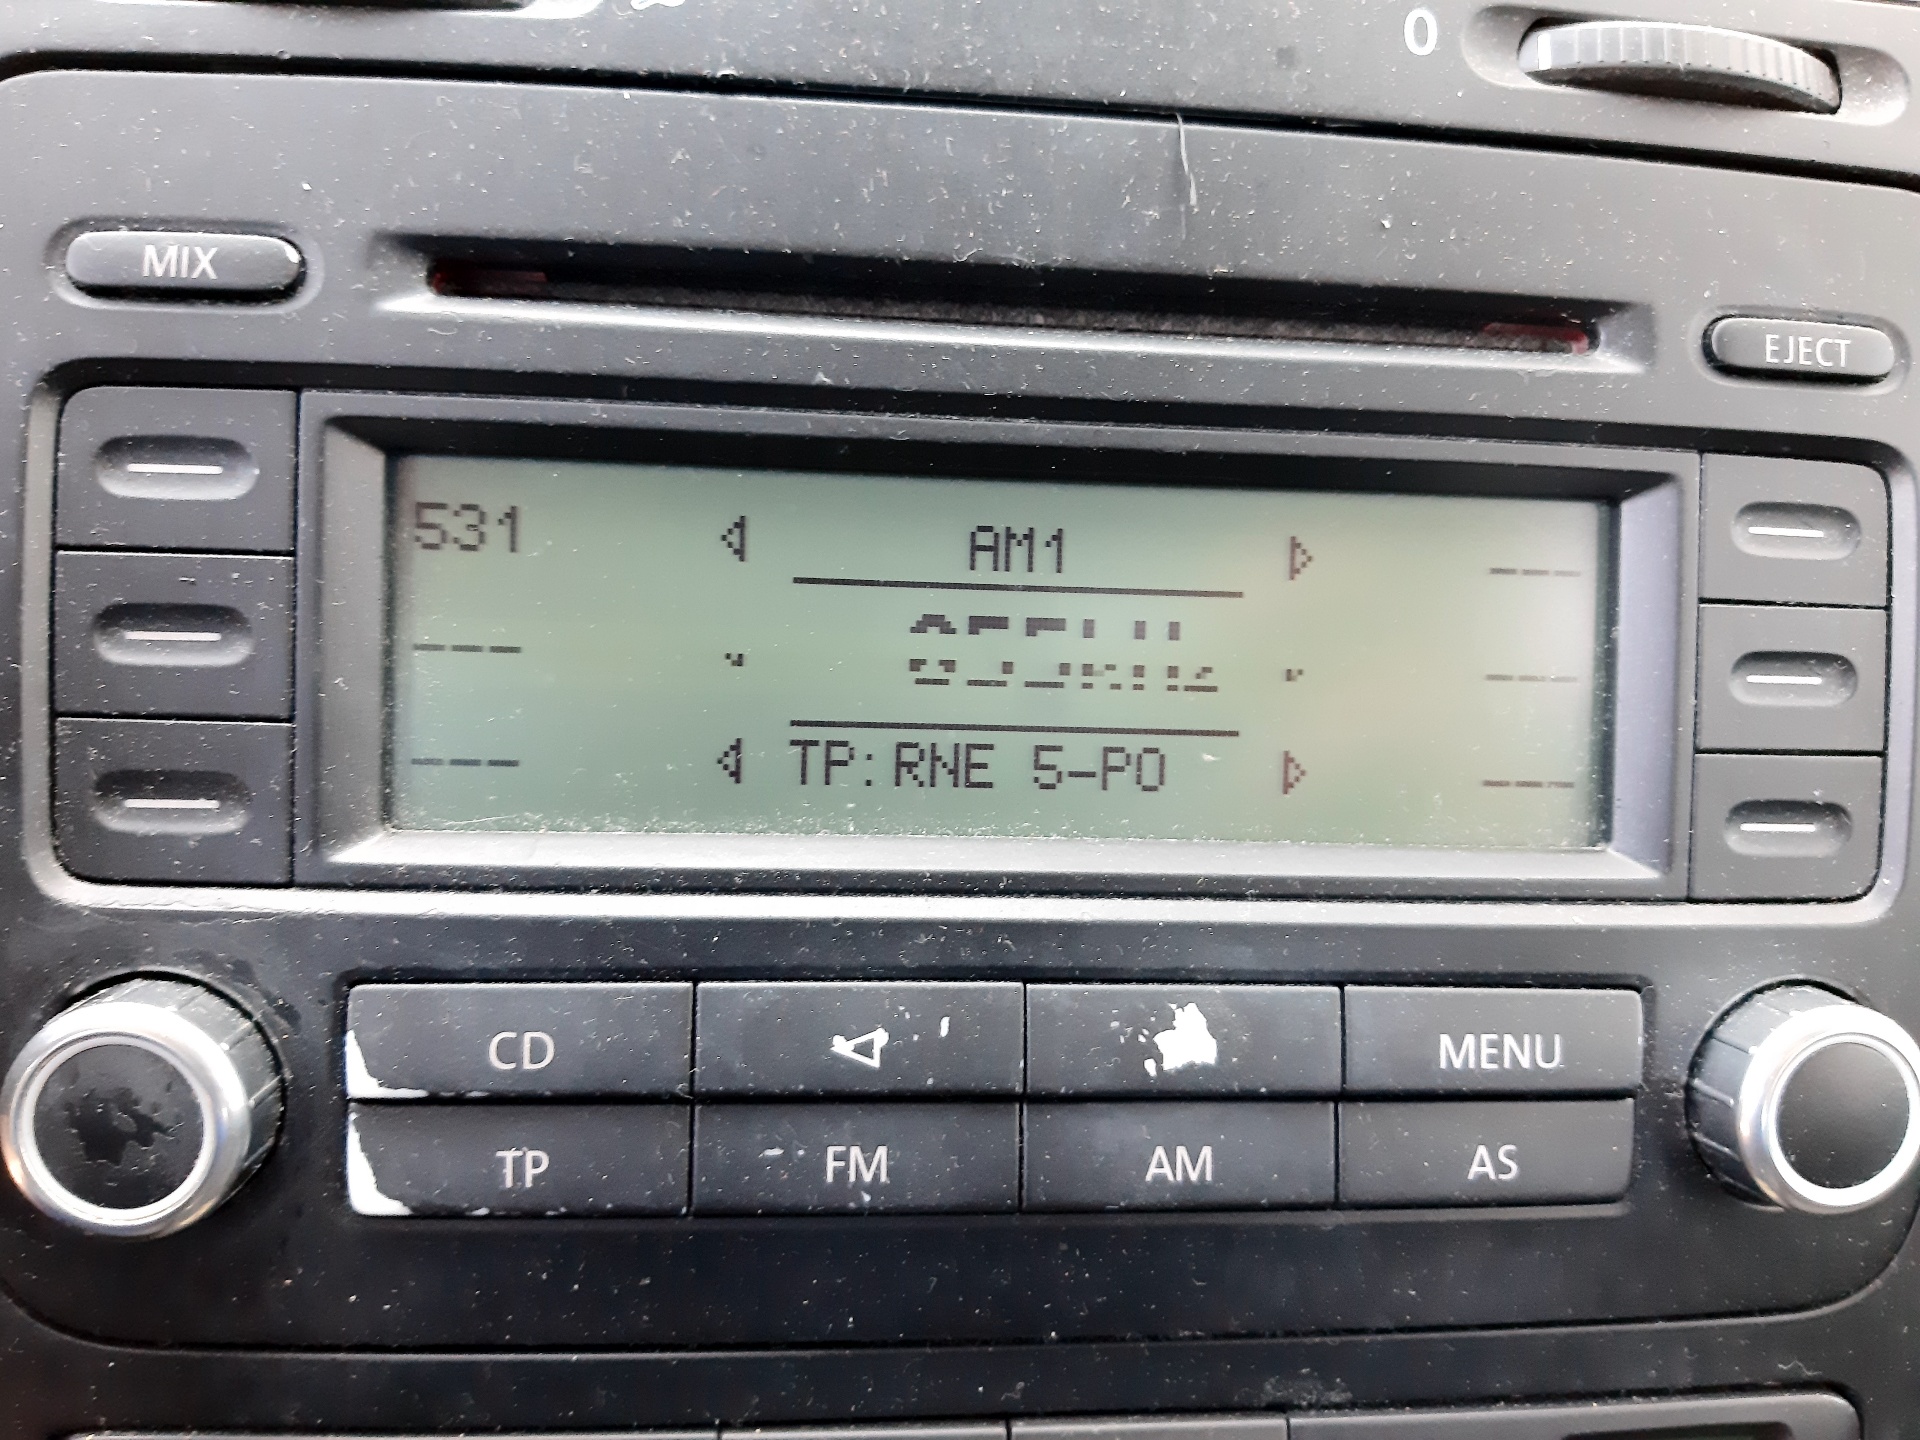 0
MIX
EJECT
531 AM1 ---
--- ---
--- TP:RNE 5-PO ---
CD MENU
TP FM AM AS